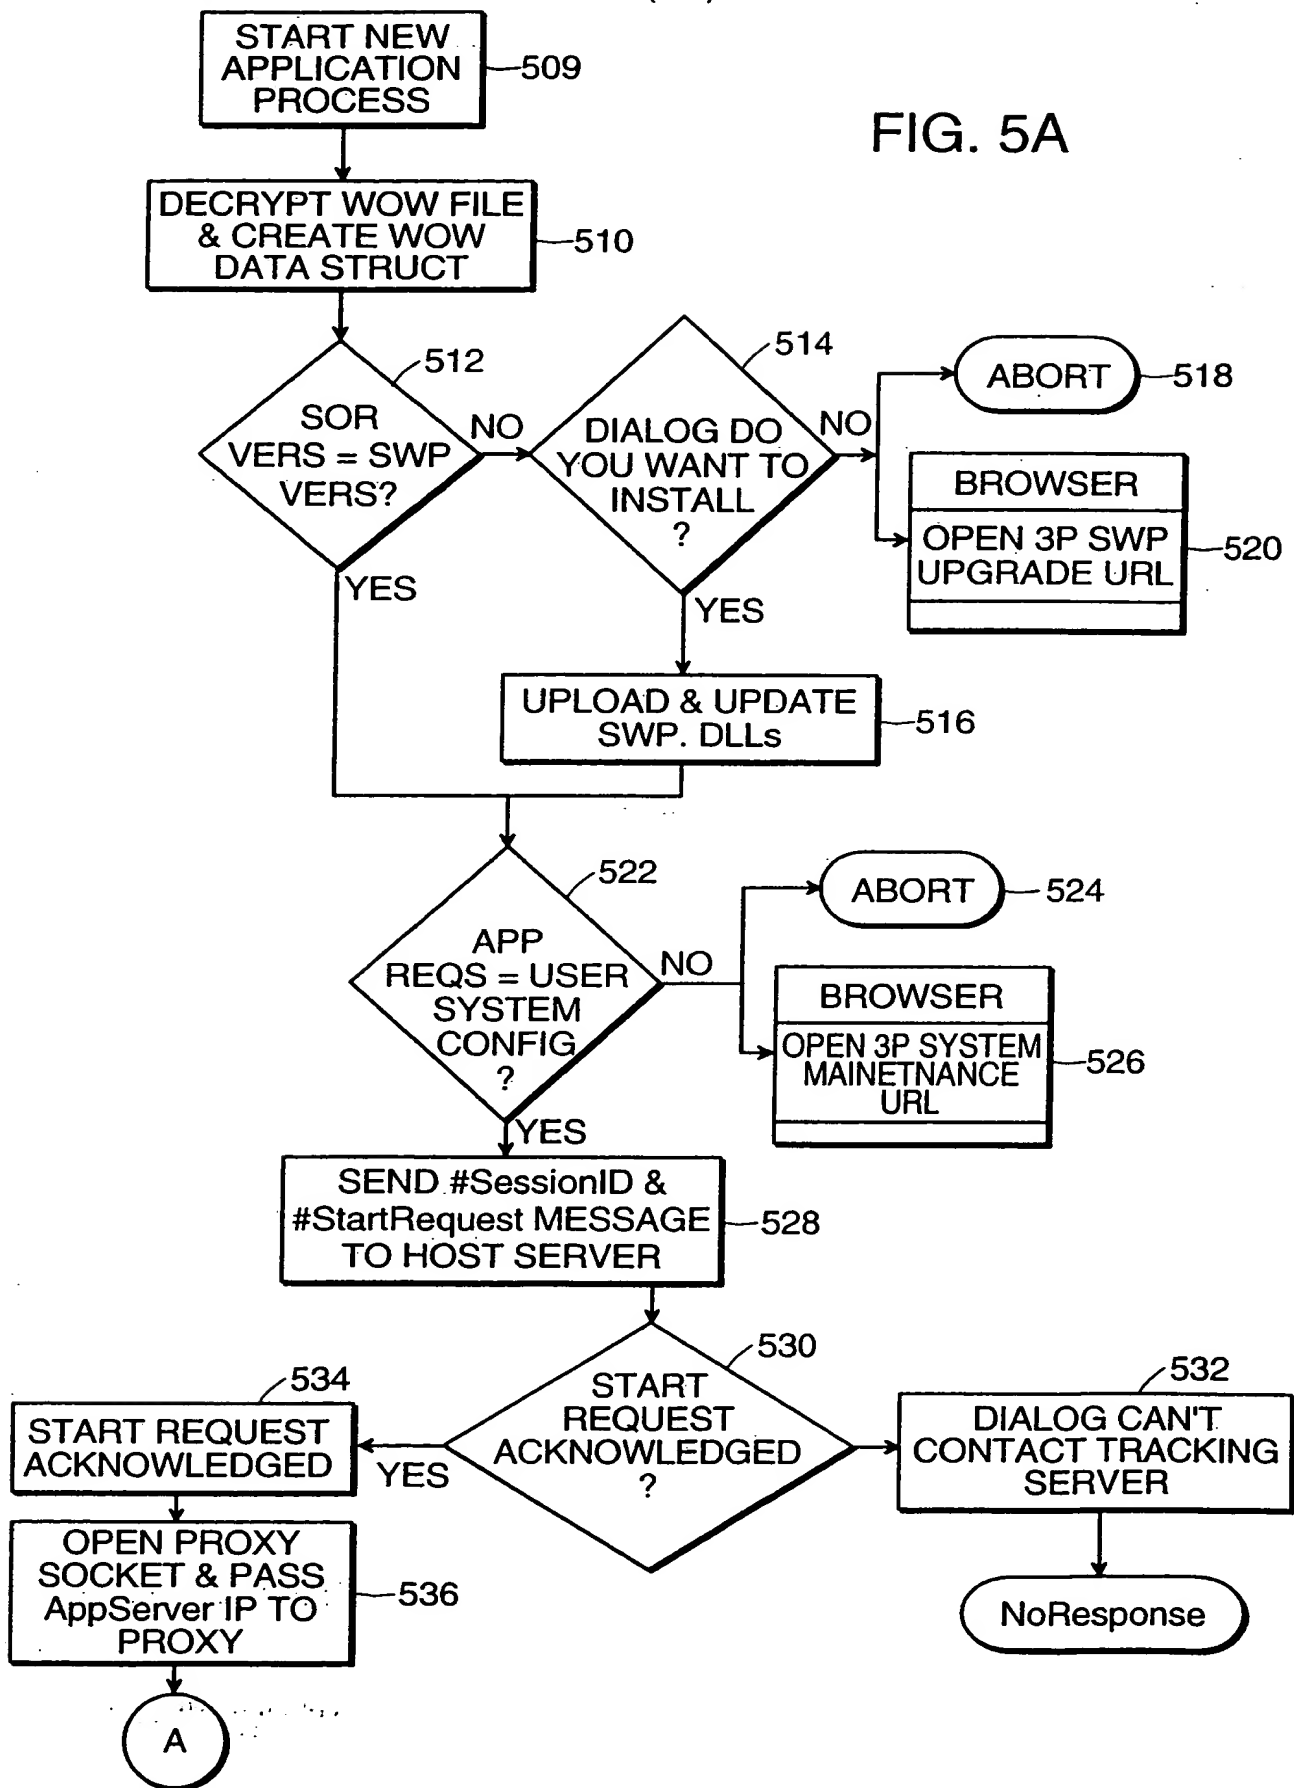 START NEW
APPLICATION
PROCESS
509
FIG. 5A
DECRYPT WOW FILE
& CREATE WOW
DATA STRUCT
510
512
SOR
VERS = SWP
VERS?
NO
YES
514
DIALOG DO
YOU WANT TO
INSTALL
?
NO
YES
ABORT
518
BROWSER
OPEN 3P SWP
UPGRADE URL
520
UPLOAD & UPDATE
SWP. DLLs
516
522
APP
REQS = USER
SYSTEM
CONFIG
?
NO
YES
ABORT
524
BROWSER
OPEN 3P SYSTEM
MAINETNANCE
URL
526
SEND #SessionID &
#StartRequest MESSAGE
TO HOST SERVER
528
530
START
REQUEST
ACKNOWLEDGED
?
YES
532
DIALOG CAN'T
CONTACT TRACKING
SERVER
NoResponse
534
START REQUEST
ACKNOWLEDGED
OPEN PROXY
SOCKET & PASS
AppServer IP TO
PROXY
536
A